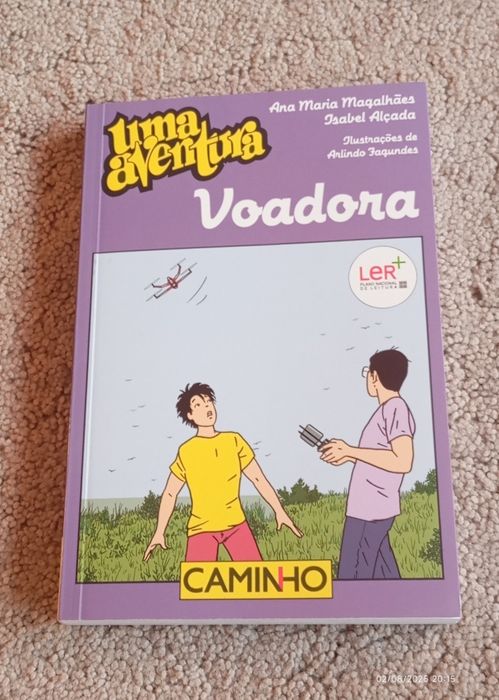 uma
aventura
Ana Maria Magalhães
Isabel Alçada
Ilustrações de
Arlindo Fagundes
Voadora
LeR+
PLANO NACIONAL
DE LEITURA
CAMINHO
02/08/2025 20:15